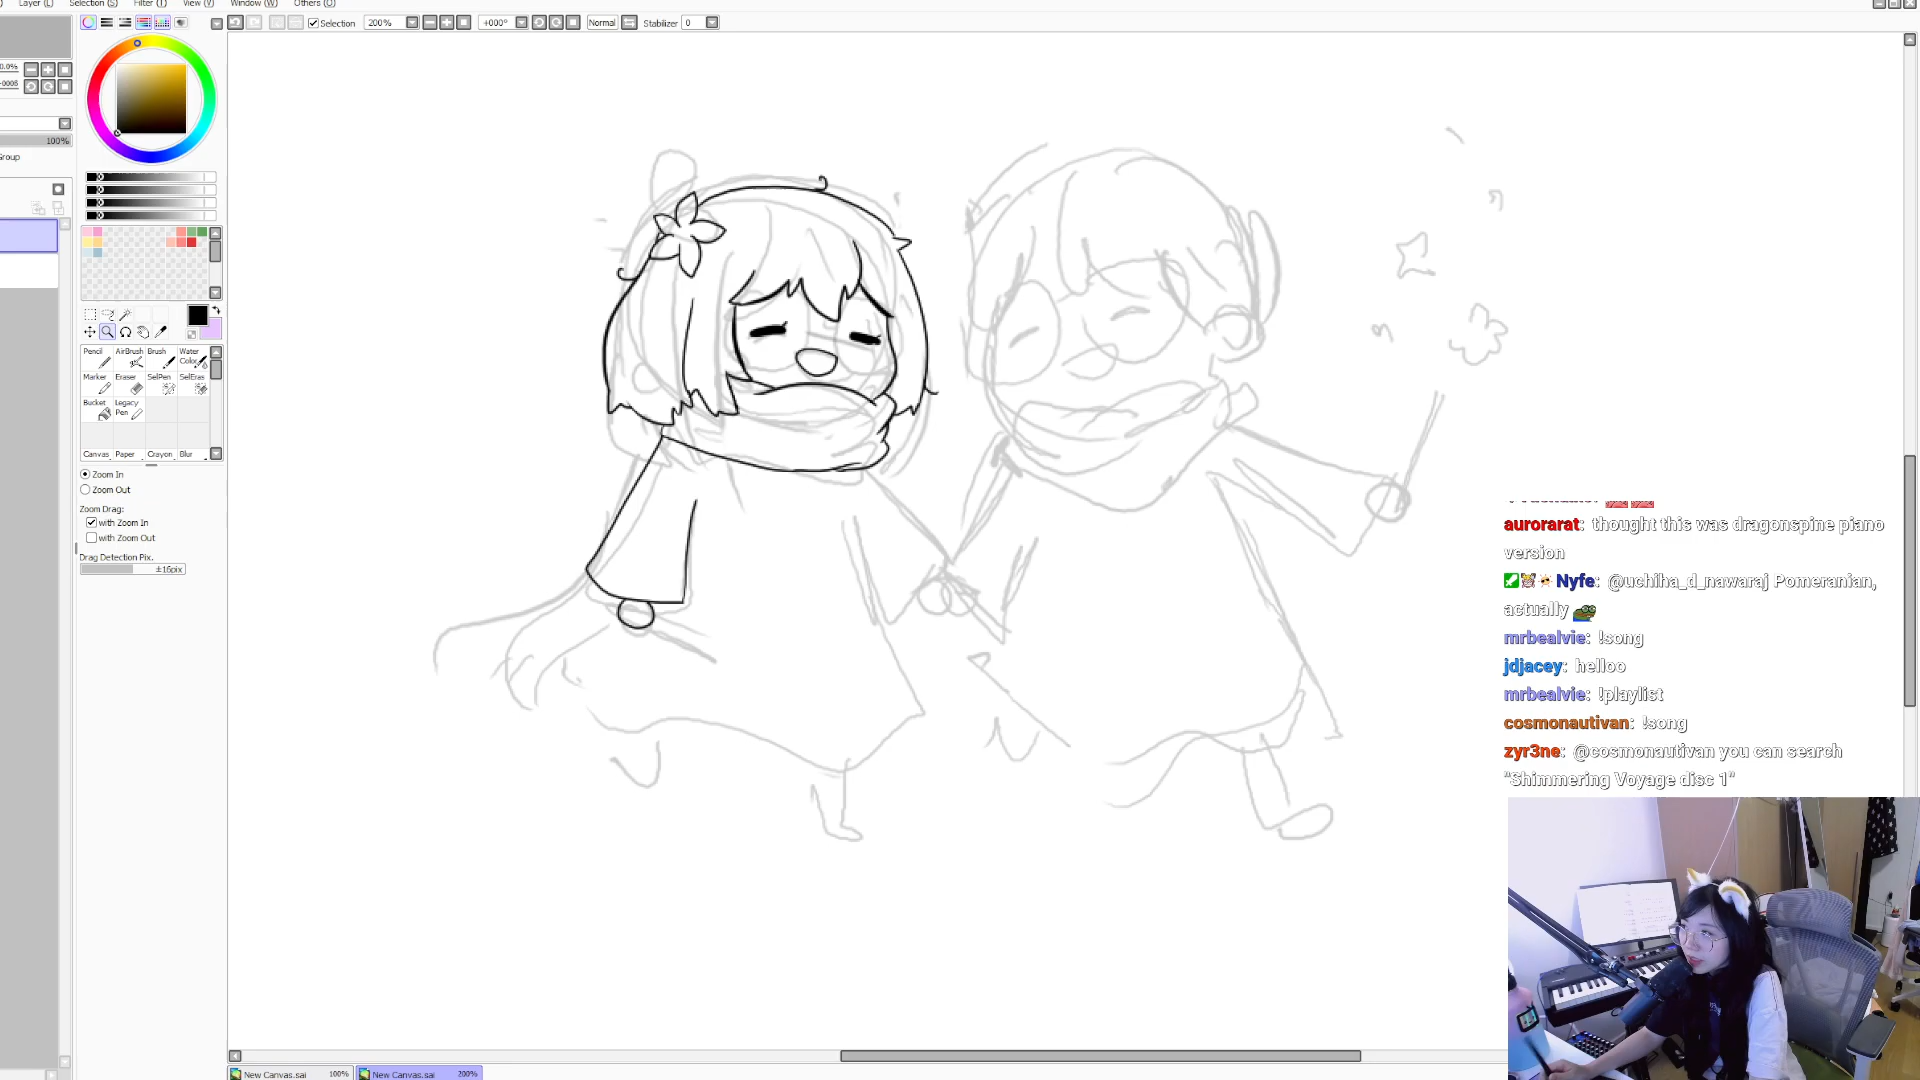 Layer (L) Selection (S) Filter (T) View (V) Window (W) Others (O)
Selection 200% +000° Normal Stabilizer 0
0.0%
+000δ
100%
Group
Pencil AirBrush Brush Water Color
Marker Eraser SelPen SelEras
Bucket Legacy Pen
Canvas Paper Crayon Blur
Zoom In
Zoom Out
Zoom Drag:
with Zoom In
with Zoom Out
Drag Detection Pix.
±16pix
aurorarat: thought this was dragonspine piano
version
Nyfe: @uchiha_d_nawaraj Pomeranian,
actually
mrbealvie: !song
jdjacey: helloo
mrbealvie: !playlist
cosmonautivan: !song
zyr3ne: @cosmonautivan you can search
"Shimmering Voyage disc 1"
New Canvas.sai 100% New Canvas.sai 200%